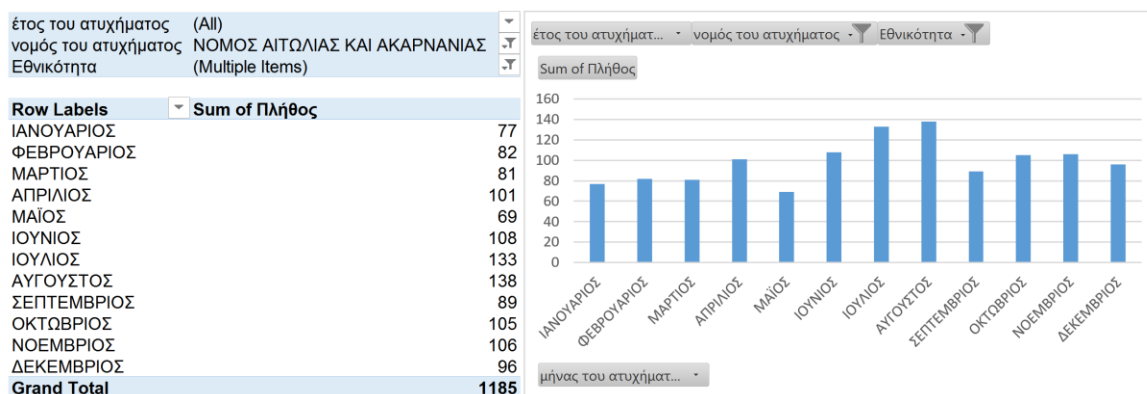 έτος του ατυχήματος (All)
νομός του ατυχήματος ΝΟΜΟΣ ΑΙΤΩΛΙΑΣ ΚΑΙ ΑΚΑΡΝΑΝΙΑΣ
Εθνικότητα (Multiple Items)
Row Labels Sum of Πλήθος
ΙΑΝΟΥΑΡΙΟΣ 77
ΦΕΒΡΟΥΑΡΙΟΣ 82
ΜΑΡΤΙΟΣ 81
ΑΠΡΙΛΙΟΣ 101
ΜΑΪΟΣ 69
ΙΟΥΝΙΟΣ 108
ΙΟΥΛΙΟΣ 133
ΑΥΓΟΥΣΤΟΣ 138
ΣΕΠΤΕΜΒΡΙΟΣ 89
ΟΚΤΩΒΡΙΟΣ 105
ΝΟΕΜΒΡΙΟΣ 106
ΔΕΚΕΜΒΡΙΟΣ 96
Grand Total 1185
έτος του ατυχήματ... νομός του ατυχήματος Εθνικότητα
Sum of Πλήθος
160
140
120
100
80
60
40
20
0
ΙΑΝΟΥΑΡΙΟΣ
ΦΕΒΡΟΥΑΡΙΟΣ
ΜΑΡΤΙΟΣ
ΑΠΡΙΛΙΟΣ
ΜΑΪΟΣ
ΙΟΥΝΙΟΣ
ΙΟΥΛΙΟΣ
ΑΥΓΟΥΣΤΟΣ
ΣΕΠΤΕΜΒΡΙΟΣ
ΟΚΤΩΒΡΙΟΣ
ΝΟΕΜΒΡΙΟΣ
ΔΕΚΕΜΒΡΙΟΣ
μήνας του ατυχήματ...